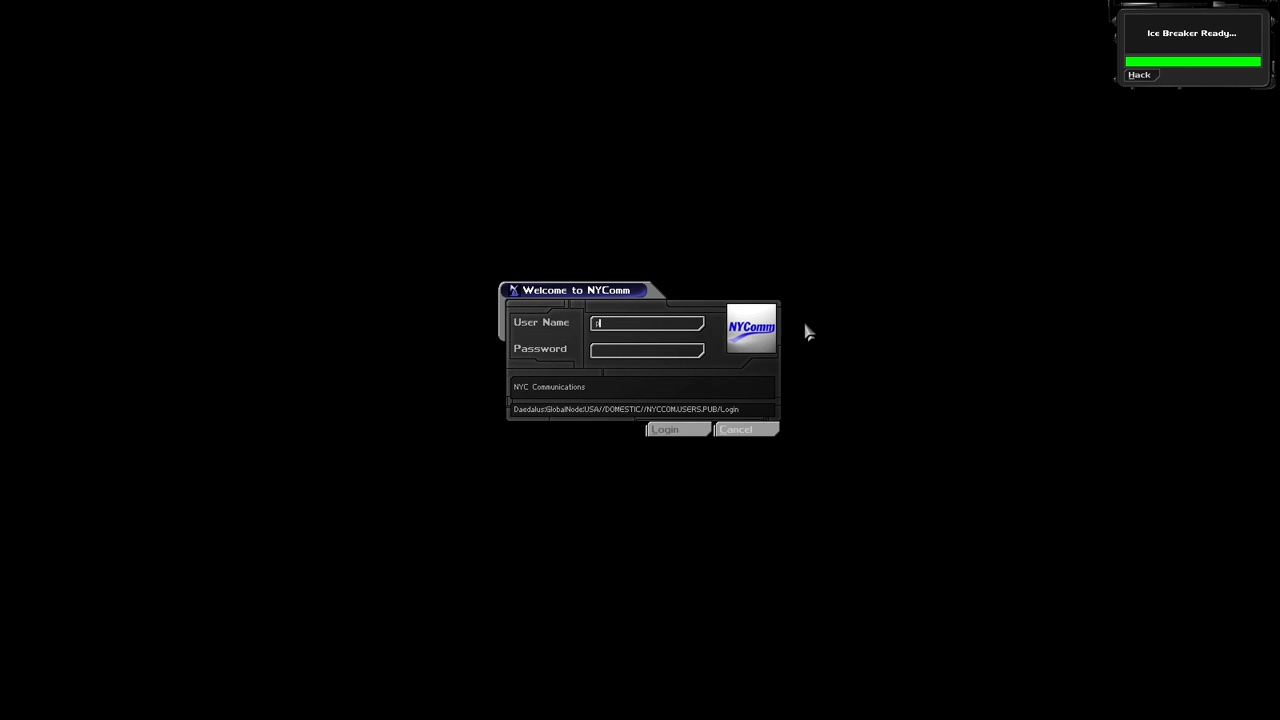 Ice Breaker Ready...
Hack
Welcome to NYComm
User Name
Password
NYComm
NYC Communications
Daedalus:GlobalNode:USA//DOMESTIC//NYCCOM.USERS.PUB/Login
Login
Cancel